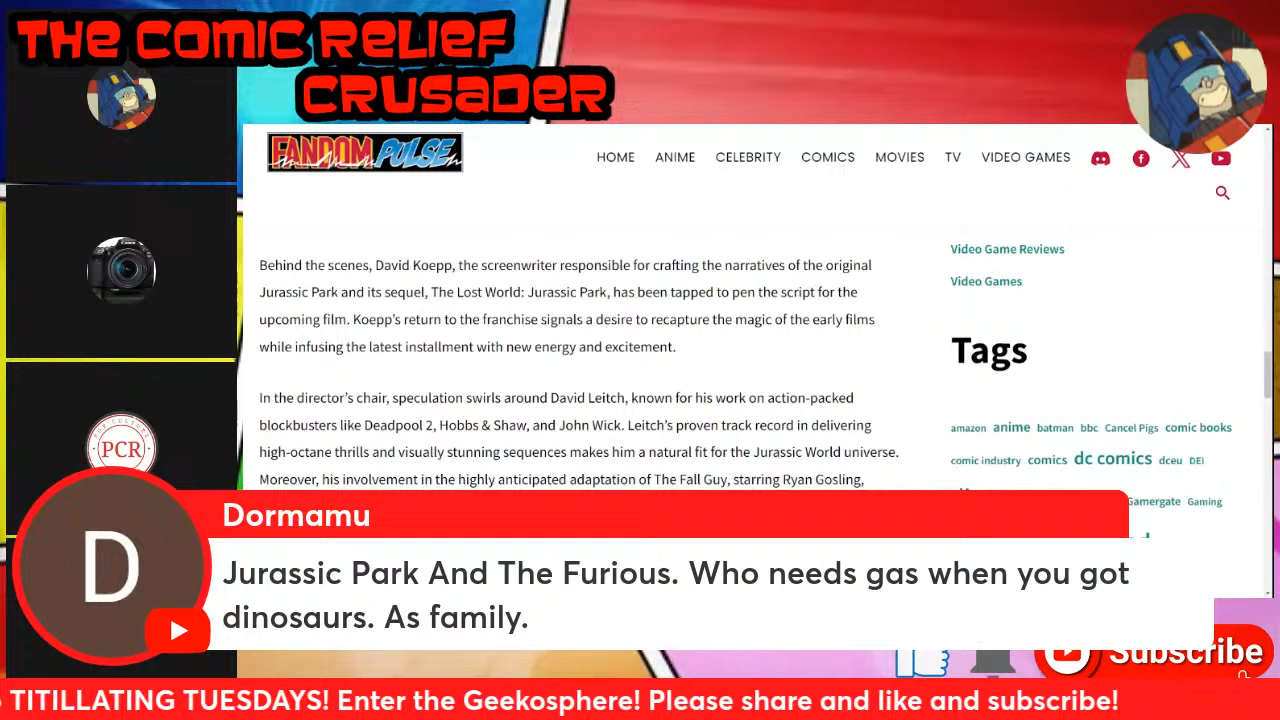 THE COMIC RELIEF
CRUSADER
FANDOM PULSE
HOME ANIME CELEBRITY COMICS MOVIES TV VIDEO GAMES
Behind the scenes, David Koepp, the screenwriter responsible for crafting the narratives of the original
Jurassic Park and its sequel, The Lost World: Jurassic Park, has been tapped to pen the script for the
upcoming film. Koepp's return to the franchise signals a desire to recapture the magic of the early films
while infusing the latest installment with new energy and excitement.
In the director's chair, speculation swirls around David Leitch, known for his work on action-packed
blockbusters like Deadpool 2, Hobbs & Shaw, and John Wick. Leitch's proven track record in delivering
high-octane thrills and visually stunning sequences makes him a natural fit for the Jurassic World universe.
Moreover, his involvement in the highly anticipated adaptation of The Fall Guy, starring Ryan Gosling,
Video Game Reviews
Video Games
Tags
amazon anime batman bbc Cancel Pigs comic books
comic industry comics dc comics dceu DEI
Gamergate Gaming
Canon
POP CULTURE
PCR
D
Dormamu
Jurassic Park And The Furious. Who needs gas when you got
dinosaurs. As family.
Subscribe
TITILLATING TUESDAYS! Enter the Geekosphere! Please share and like and subscribe!